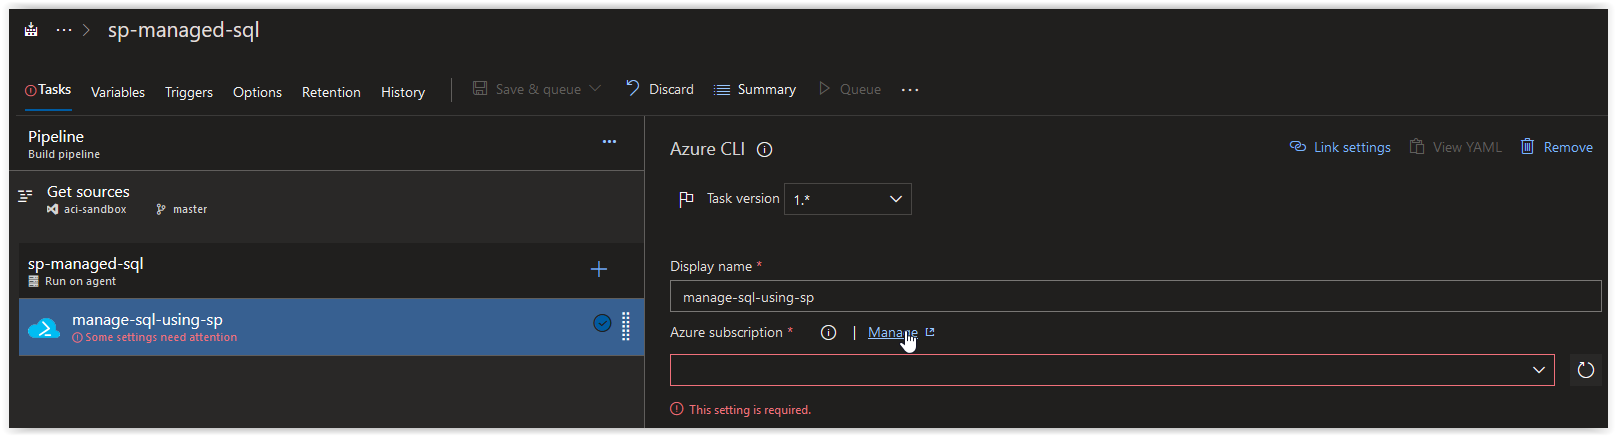 sp-managed-sql
Tasks Variables Triggers Options Retention History Save & queue Discard Summary Queue ...
Pipeline
Build pipeline
Get sources
aci-sandbox master
sp-managed-sql
Run on agent
manage-sql-using-sp
Some settings need attention
Azure CLI
Link settings View YAML Remove
Task version 1.*
Display name *
manage-sql-using-sp
Azure subscription * | Manage
This setting is required.